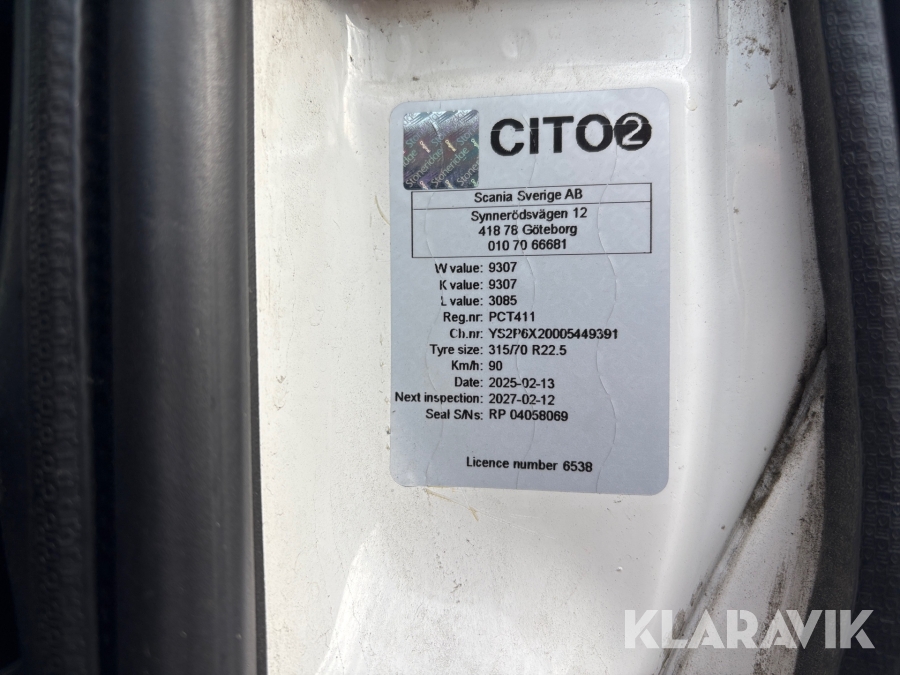 Stoneridge
CITO2
Scania Sverige AB
Synnerödsvägen 12
418 78 Göteborg
010 70 66681
W value: 9307
K value: 9307
L value: 3085
Reg.nr: PCT411
Ch.nr: YS2P6X20005449391
Tyre size: 315/70 R22.5
Km/h: 90
Date: 2025-02-13
Next inspection: 2027-02-12
Seal S/Ns: RP 04058069
Licence number 6538
KLARAVIK